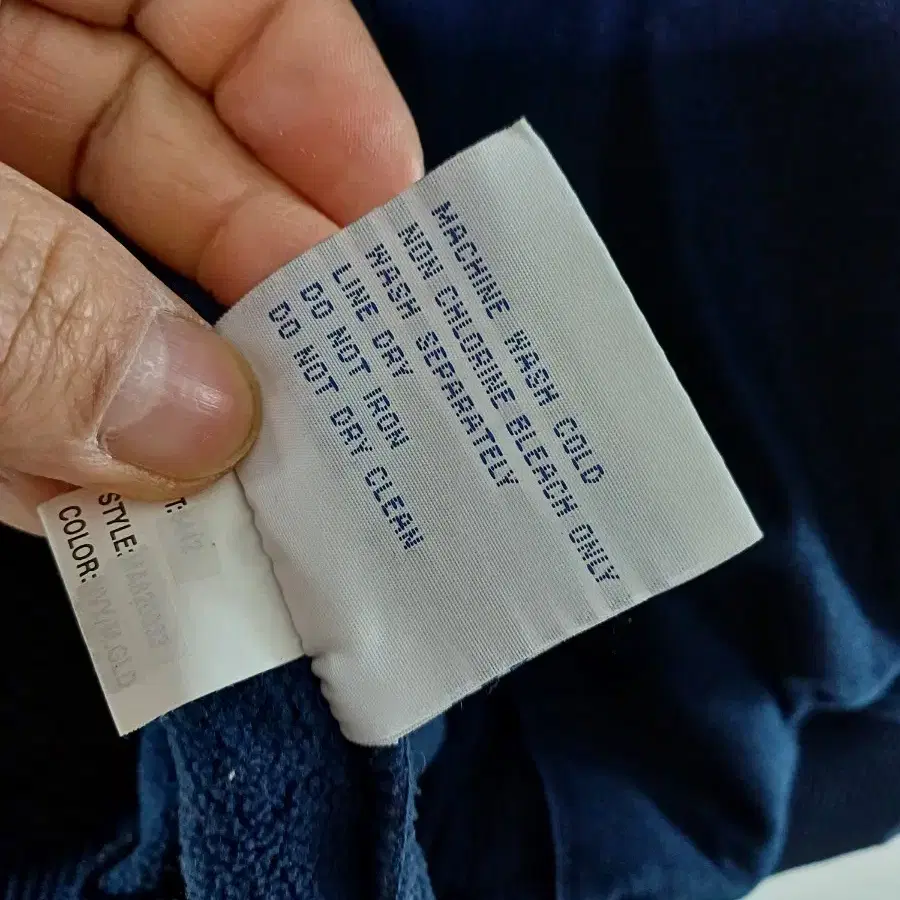 MACHINE WASH COLD
NON CHLORINE BLEACH ONLY
WASH SEPARATELY
LINE DRY
DO NOT IRON
DO NOT DRY CLEAN
STYLE:
COLOR: